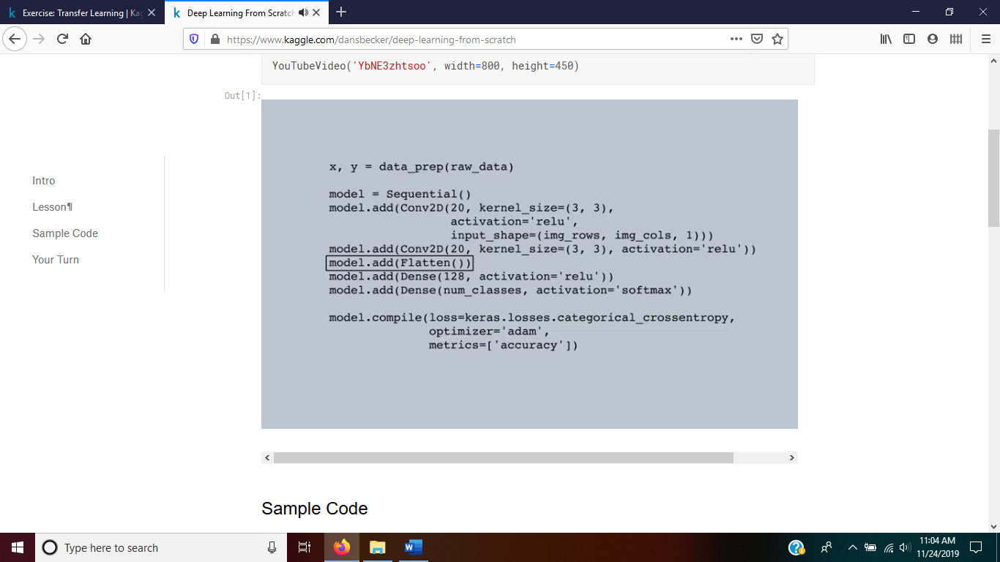 Exercise: Transfer Learning | Kag
Deep Learning From Scratch
https://www.kaggle.com/dansbecker/deep-learning-from-scratch
YouTubeVideo('YbNE3zhtsoo', width=800, height=450)
Out[1]:
Intro
Lesson¶
Sample Code
Your Turn
x, y = data_prep(raw_data)
model = Sequential()
model.add(Conv2D(20, kernel_size=(3, 3),
activation='relu',
input_shape=(img_rows, img_cols, 1)))
model.add(Conv2D(20, kernel_size=(3, 3), activation='relu'))
model.add(Flatten())
model.add(Dense(128, activation='relu'))
model.add(Dense(num_classes, activation='softmax'))
model.compile(loss=keras.losses.categorical_crossentropy,
optimizer='adam',
metrics=['accuracy'])
Sample Code
Type here to search
11:04 AM
11/24/2019